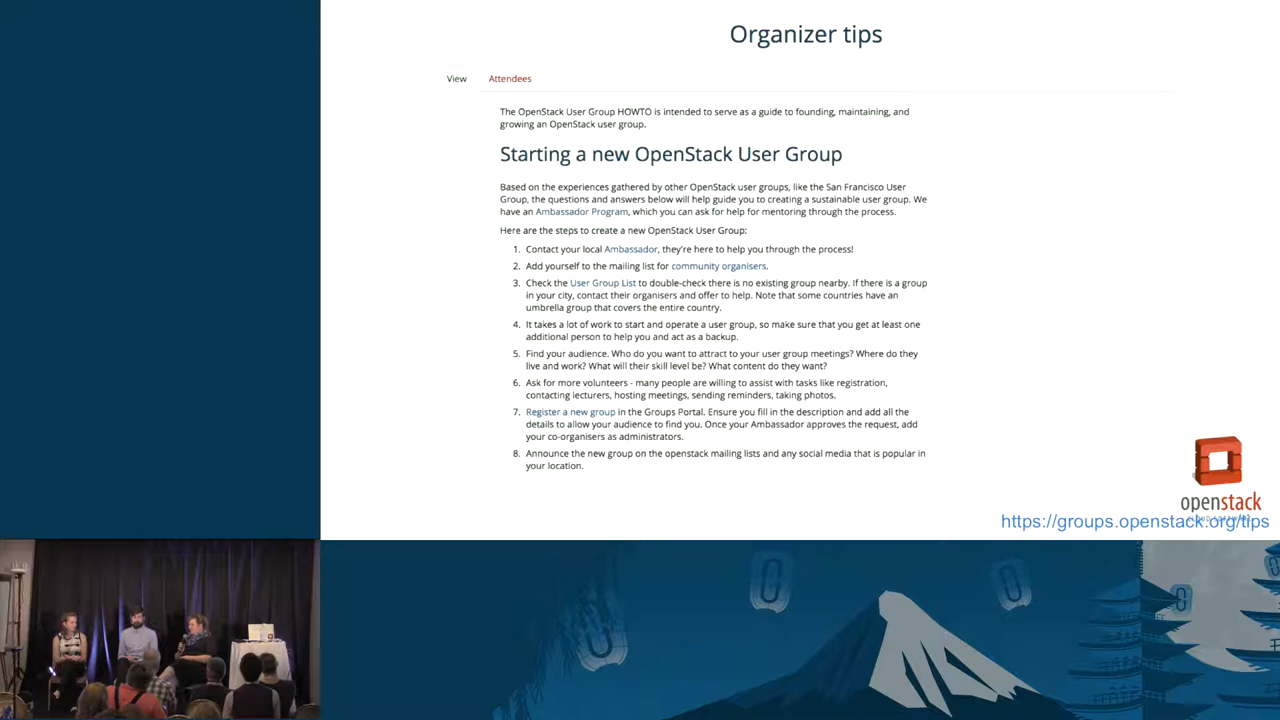 Organizer tips
View
Attendees
The OpenStack User Group HOWTO is intended to serve as a guide to founding, maintaining, and
growing an OpenStack user group.
Starting a new OpenStack User Group
Based on the experiences gathered by other OpenStack user groups, like the San Francisco User
Group, the questions and answers below will help guide you to creating a sustainable user group. We
have an Ambassador Program, which you can ask for help for mentoring through the process.
Here are the steps to create a new OpenStack User Group:
1. Contact your local Ambassador, they're here to help you through the process!
2. Add yourself to the mailing list for community organisers.
3. Check the User Group List to double-check there is no existing group nearby. If there is a group
in your city, contact their organisers and offer to help. Note that some countries have an
umbrella group that covers the entire country.
4. It takes a lot of work to start and operate a user group, so make sure that you get at least one
additional person to help you and act as a backup.
5. Find your audience. Who do you want to attract to your user group meetings? Where do they
live and work? What will their skill level be? What content do they want?
6. Ask for more volunteers - many people are willing to assist with tasks like registration,
contacting lecturers, hosting meetings, sending reminders, taking photos.
7. Register a new group in the Groups Portal. Ensure you fill in the description and add all the
details to allow your audience to find you. Once your Ambassador approves the request, add
your co-organisers as administrators.
8. Announce the new group on the openstack mailing lists and any social media that is popular in
your location.
openstack
https://groups.openstack.org/tips